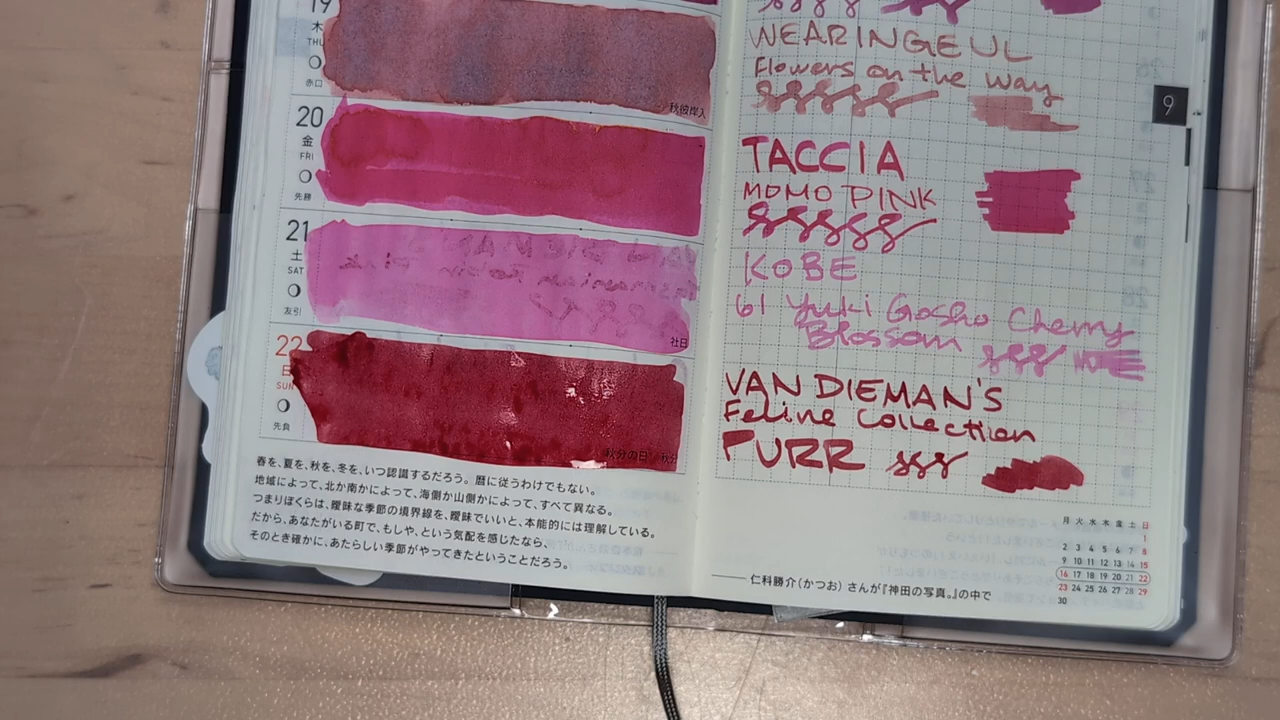 19
木
THU
赤口
秋彼岸入
20
金
FRI
先勝
21
土
SAT
友引
社日
22
日
SUN
先負
秋分の日 秋分
春を、夏を、秋を、冬を、いつ認識するだろう。暦に従うわけでもない。
地域によって、北か南かによって、海側か山側かによって、すべて異なる。
つまりぼくらは、曖昧な季節の境界線を、曖昧でいいと、本能的には理解している。
だから、あなたがいる町で、もしや、という気配を感じたなら、
そのとき確かに、あたらしい季節がやってきたということだろう。
WEARINGEUL
Flowers on the way
9
TACCIA
MOMO PINK
KOBE
61 Yuki Gosho Cherry
Blossom
VAN DIEMAN'S
Feline Collection
PURR
月 火 水 木 金 土 日
1
2 3 4 5 6 7 8
9 10 11 12 13 14 15
16 17 18 19 20 21 22
23 24 25 26 27 28 29
30
—— 仁科勝介(かつお)さんが『神田の写真。』の中で